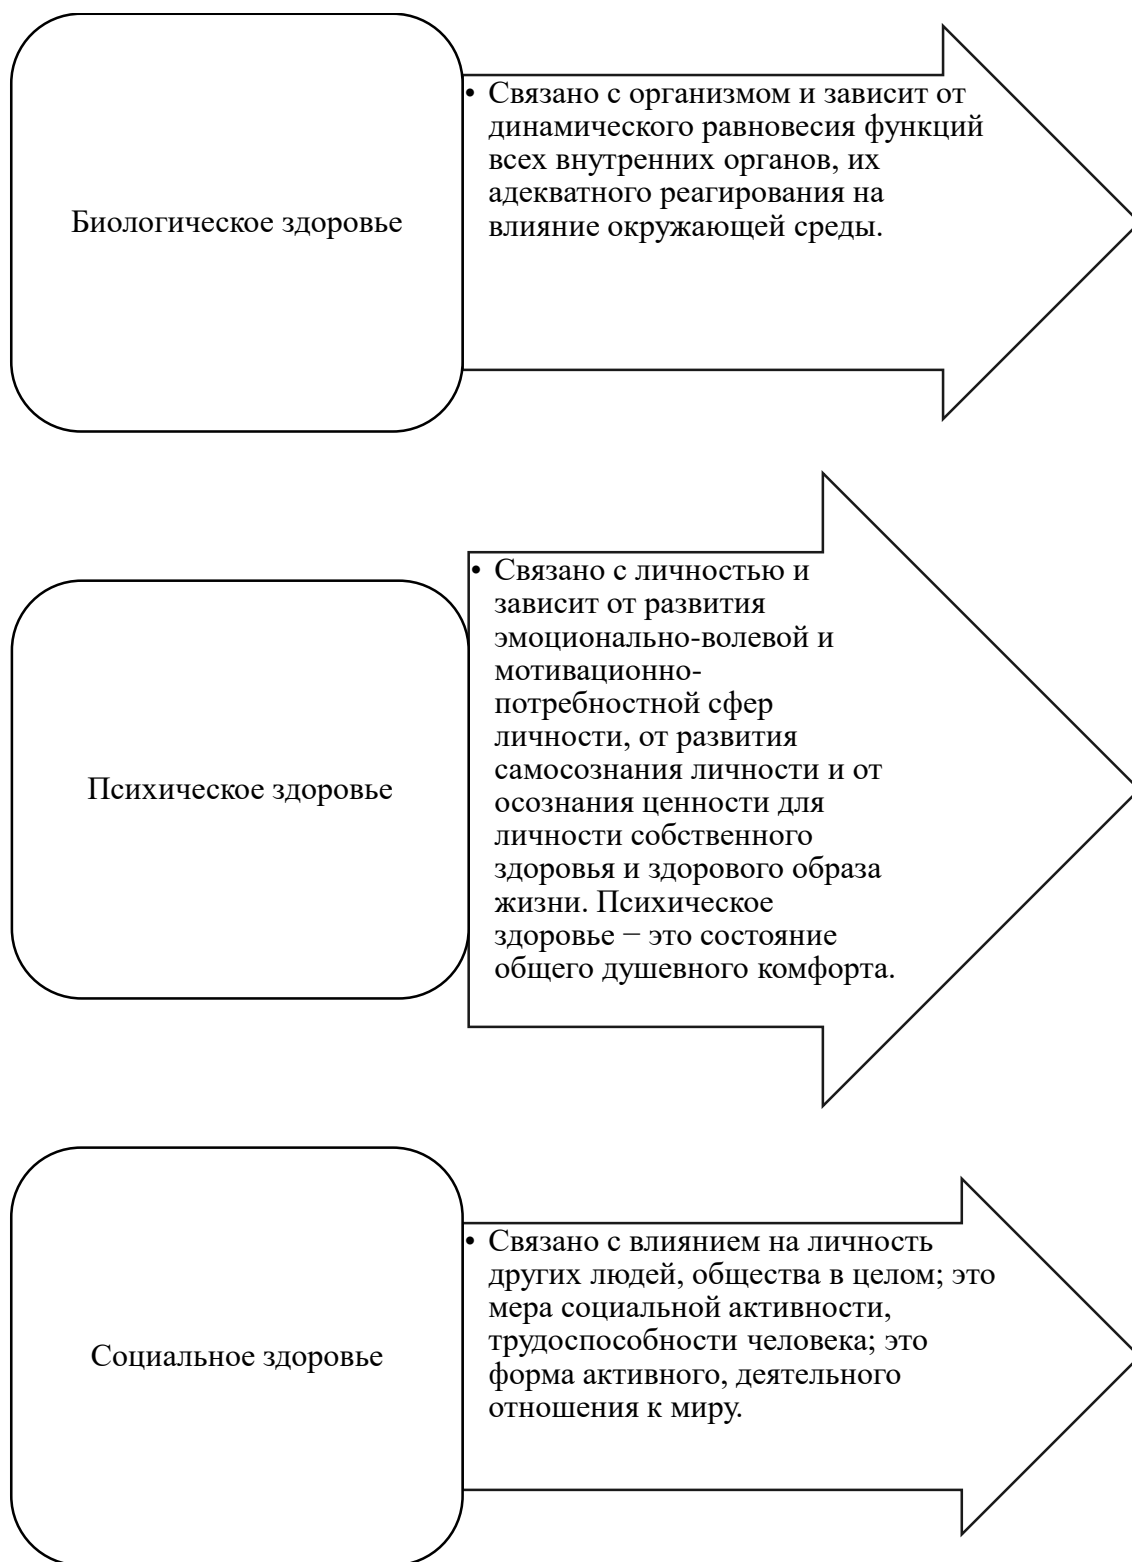 Биологическое здоровье
• Связано с организмом и зависит от
динамического равновесия функций
всех внутренних органов, их
адекватного реагирования на
влияние окружающей среды.
Психическое здоровье
• Связано с личностью и
зависит от развития
эмоционально-волевой и
мотивационно-
потребностной сфер
личности, от развития
самосознания личности и от
осознания ценности для
личности собственного
здоровья и здорового образа
жизни. Психическое
здоровье − это состояние
общего душевного комфорта.
Социальное здоровье
• Связано с влиянием на личность
других людей, общества в целом; это
мера социальной активности,
трудоспособности человека; это
форма активного, деятельного
отношения к миру.